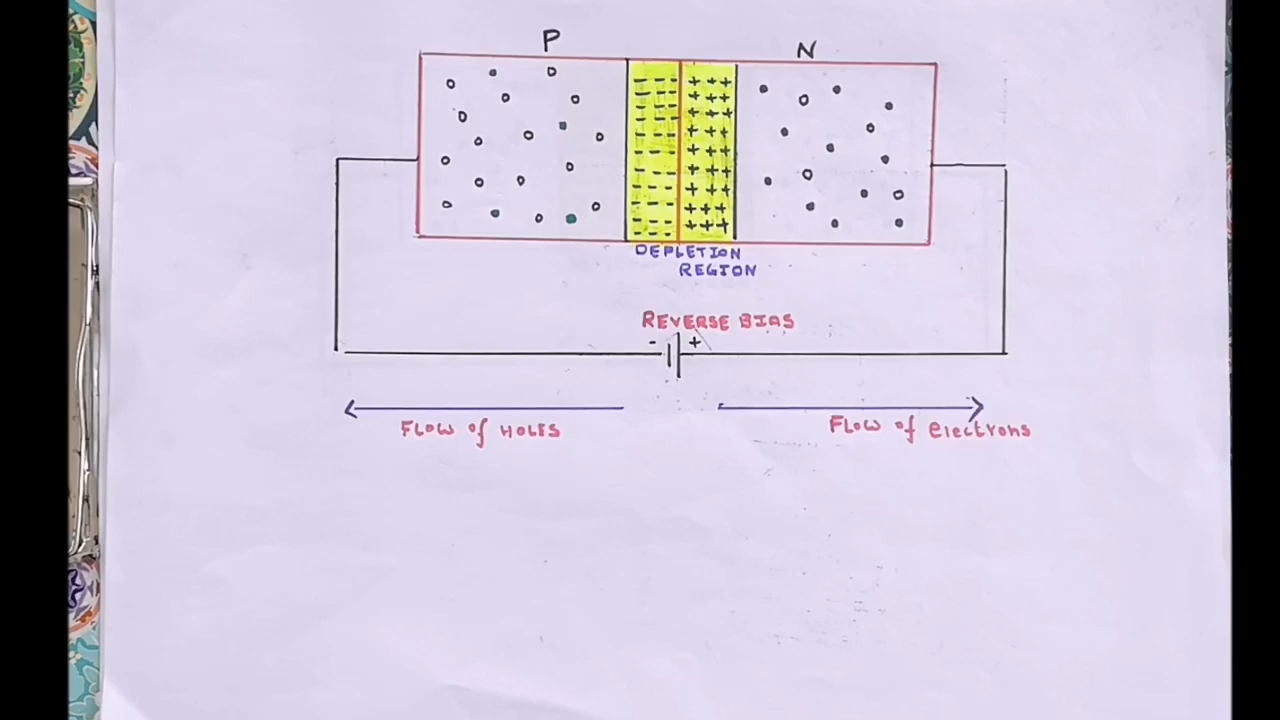 P
N
DEPLETION
REGION
REVERSE BIAS
- +
FLOW of HOLES
FLOW of electrons